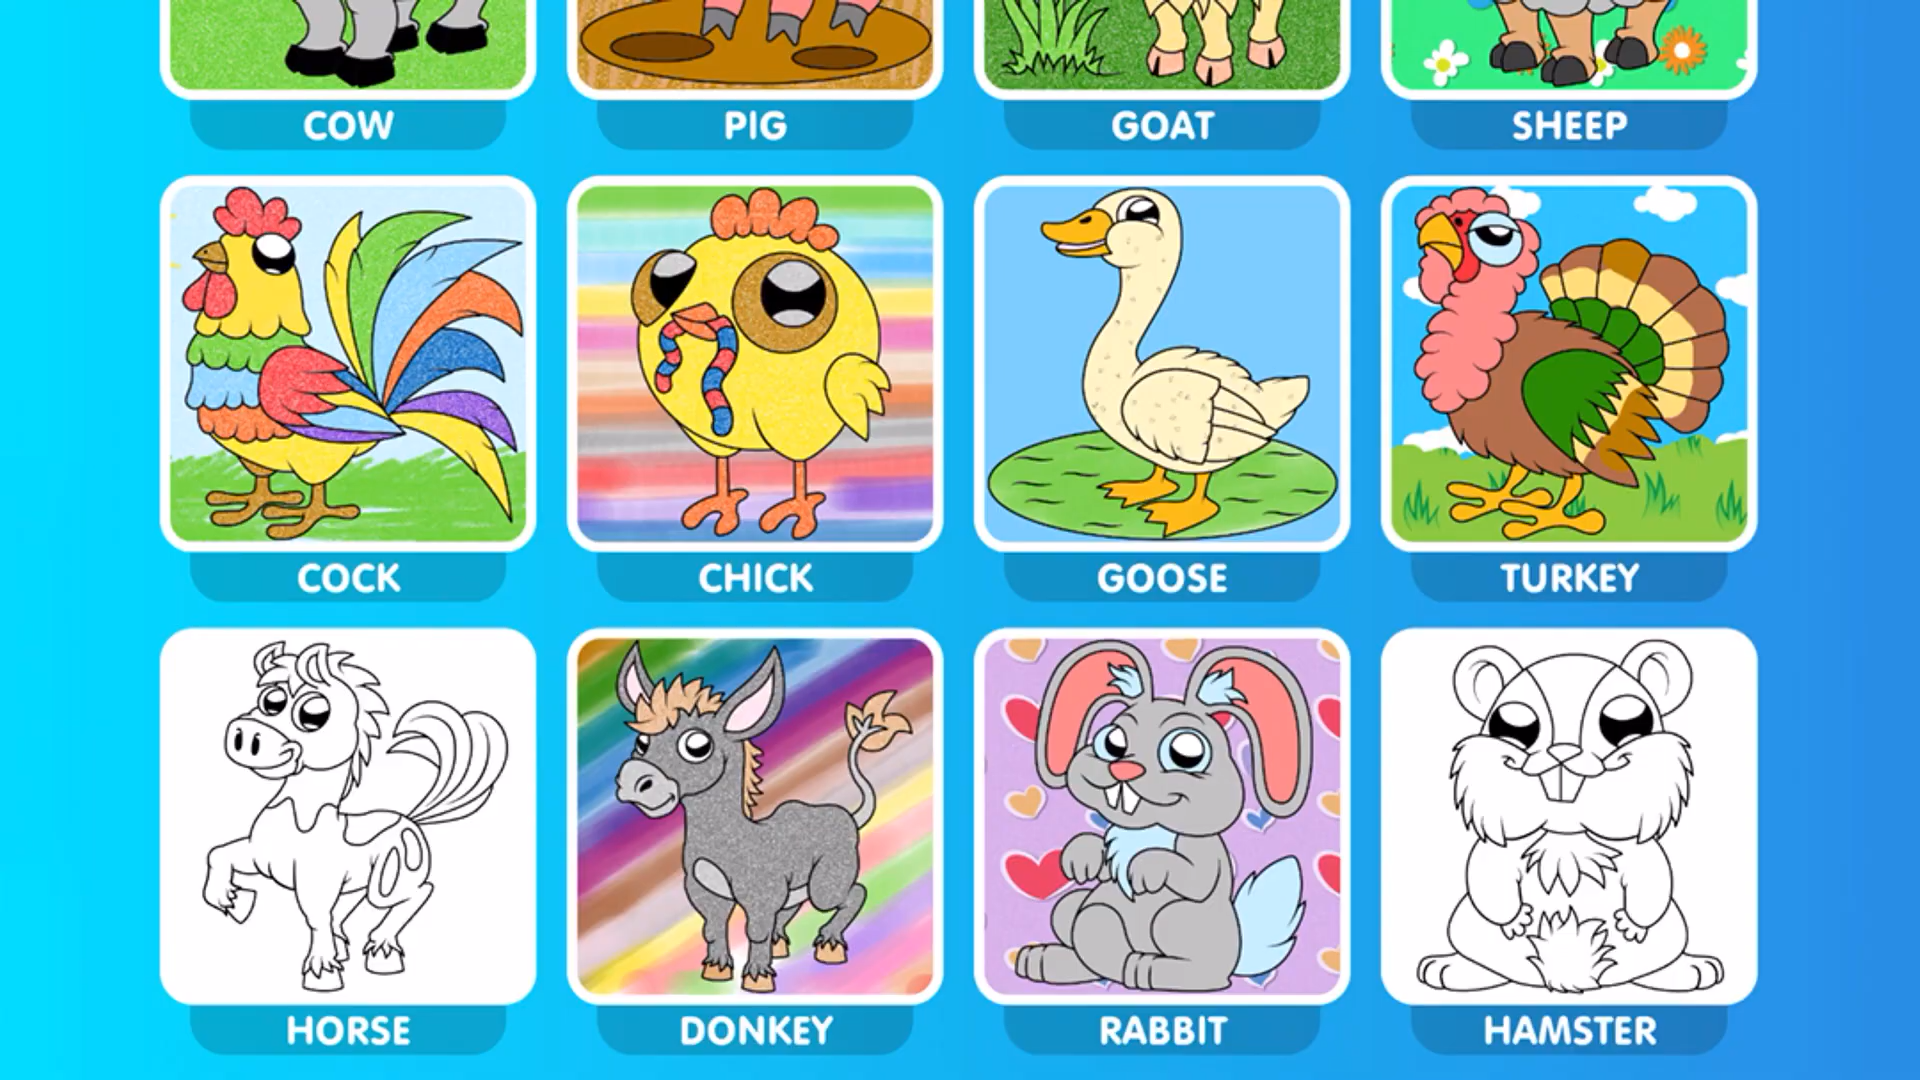 COW
PIG
GOAT
SHEEP
COCK
CHICK
GOOSE
TURKEY
HORSE
DONKEY
RABBIT
HAMSTER